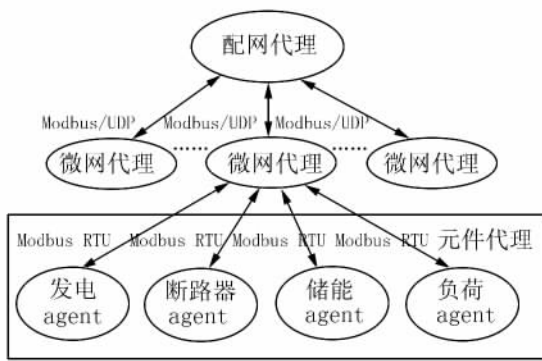 配网代理
Modbus/UDP Modbus/UDP Modbus/UDP
微网代理 …… 微网代理 …… 微网代理
Modbus RTU Modbus RTU Modbus RTU Modbus RTU 元件代理
发电 断路器 储能 负荷
agent agent agent agent